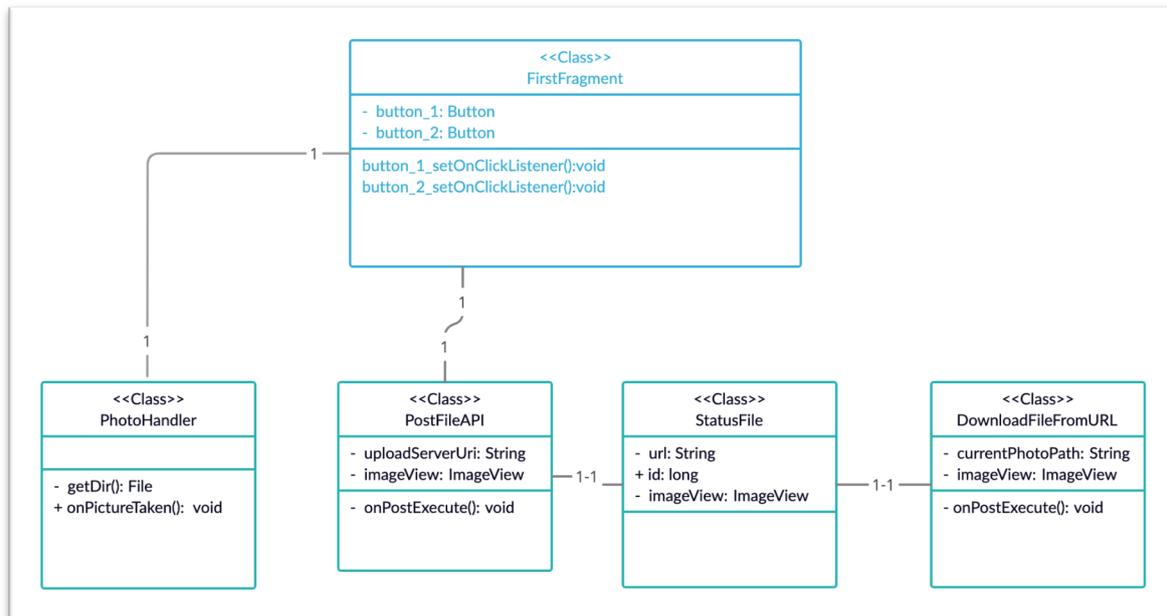 <<Class>>
FirstFragment
- button_1: Button
- button_2: Button
button_1_setOnClickListener():void
button_2_setOnClickListener():void
1
1
1
1
<<Class>>
PhotoHandler
- getDir(): File
+ onPictureTaken(): void
<<Class>>
PostFileAPI
- uploadServerUri: String
- imageView: ImageView
- onPostExecute(): void
1-1
<<Class>>
StatusFile
- url: String
+ id: long
- imageView: ImageView
1-1
<<Class>>
DownloadFileFromURL
- currentPhotoPath: String
- imageView: ImageView
- onPostExecute(): void